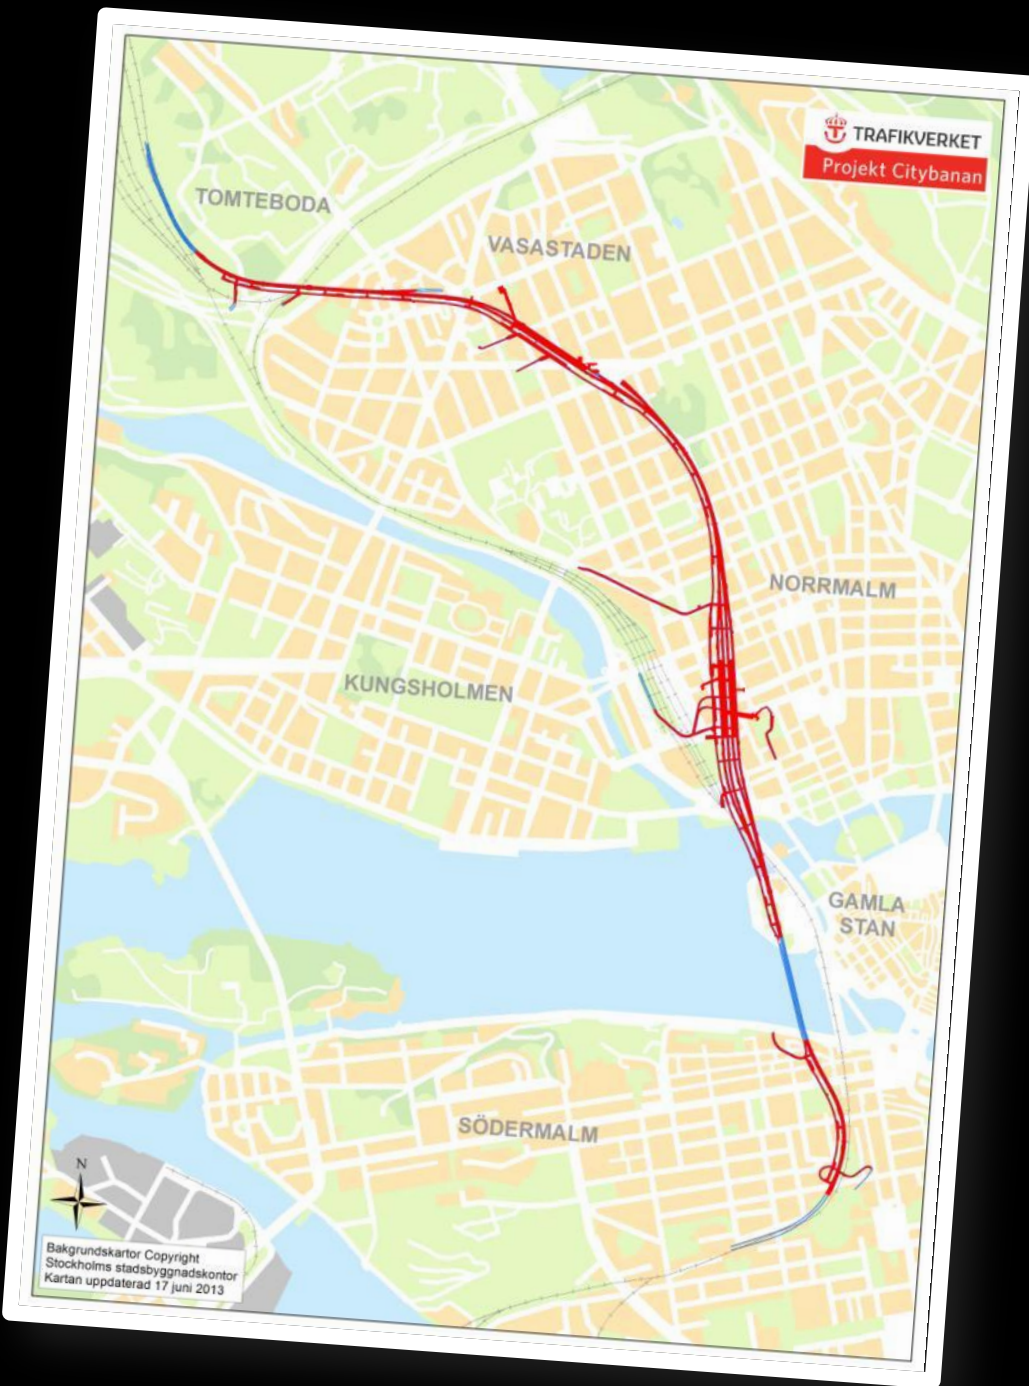 TRAFIKVERKET
Projekt Citybanan
TOMTEBODA
VASASTADEN
NORRMALM
KUNGSHOLMEN
GAMLA
STAN
SÖDERMALM
N
Bakgrundskartor Copyright
Stockholms stadsbyggnadskontor
Kartan uppdaterad 17 juni 2013